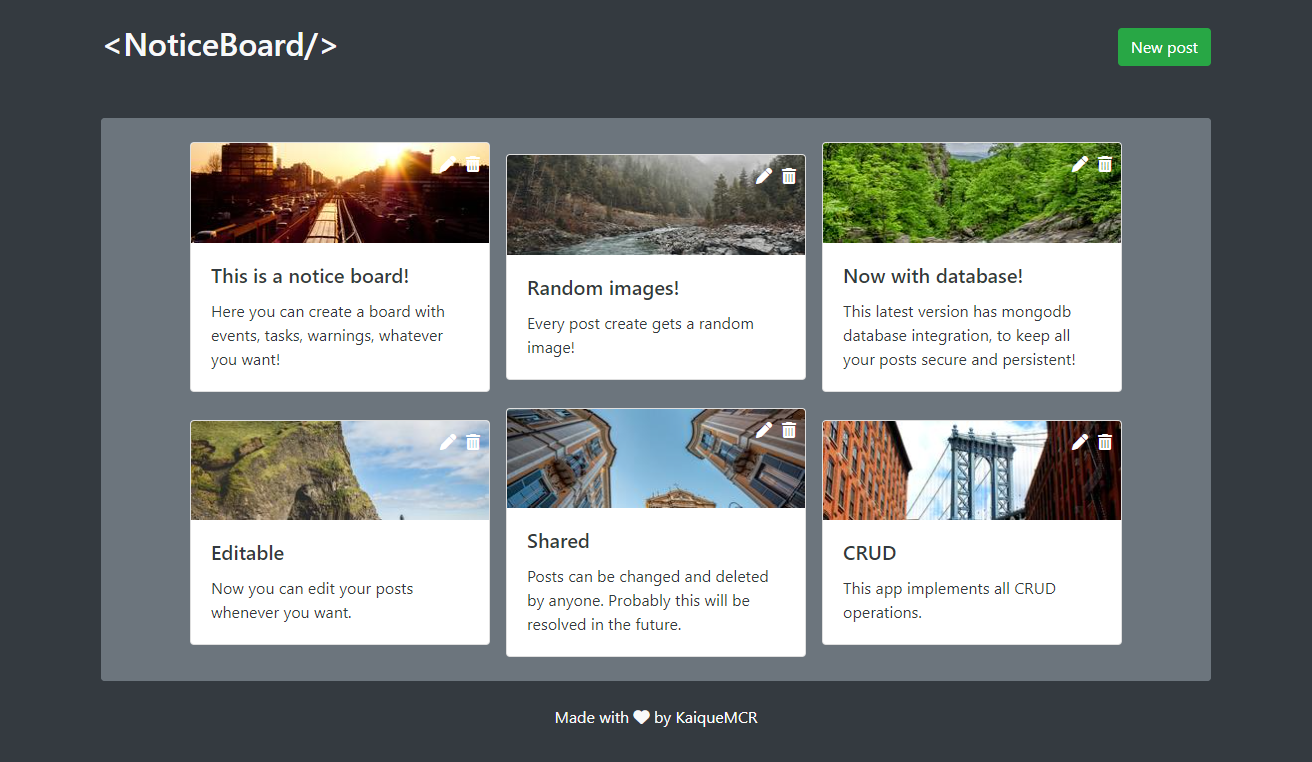 <NoticeBoard/>
New post
This is a notice board!
Here you can create a board with
events, tasks, warnings, whatever
you want!
Random images!
Every post create gets a random
image!
Now with database!
This latest version has mongodb
database integration, to keep all
your posts secure and persistent!
Editable
Now you can edit your posts
whenever you want.
Shared
Posts can be changed and deleted
by anyone. Probably this will be
resolved in the future.
CRUD
This app implements all CRUD
operations.
Made with by KaiqueMCR